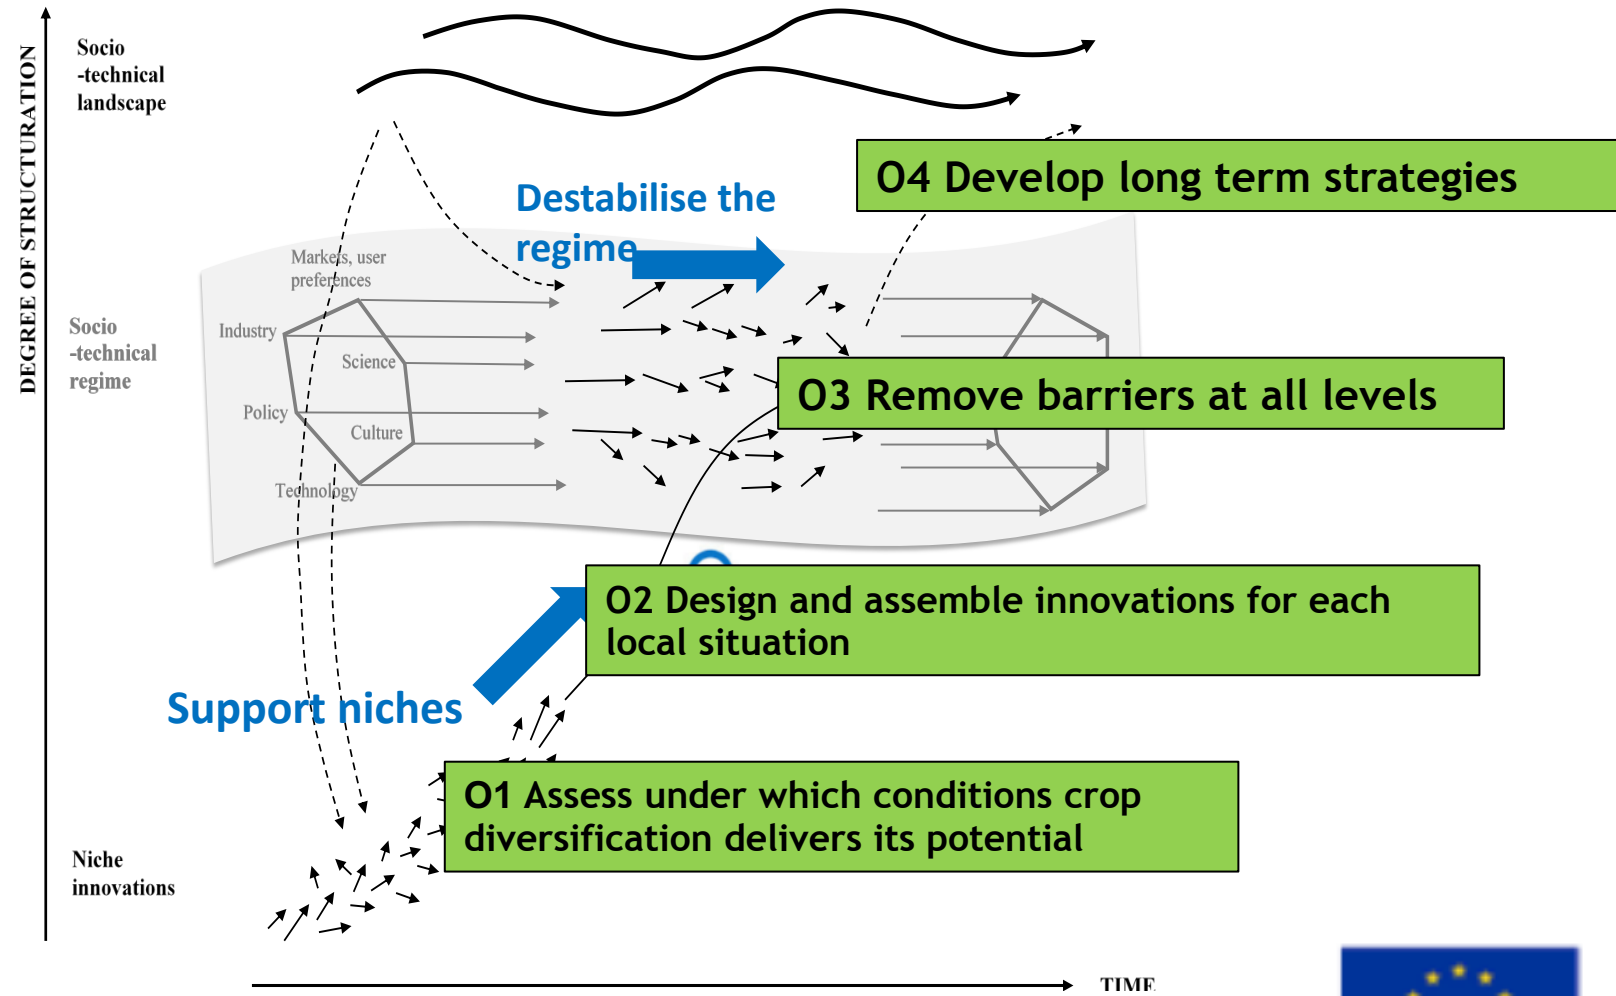 DEGREE OF STRUCTURATION
Socio
-technical
landscape
O4 Develop long term strategies
Destabilise the
regime
Markets, user
preferences
Socio
-technical
regime
Industry
Science
Policy
Culture
Technology
O3 Remove barriers at all levels
O2 Design and assemble innovations for each
local situation
Support niches
O1 Assess under which conditions crop
diversification delivers its potential
Niche
innovations
TIME